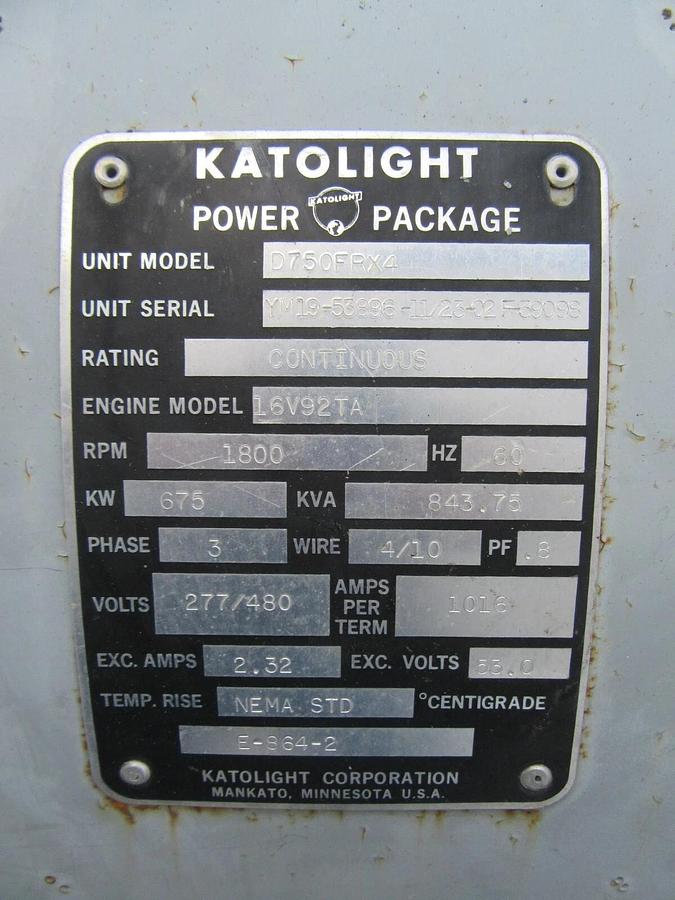 KATOLIGHT
KATOLIGHT
POWER PACKAGE
UNIT MODEL D750FRX4
UNIT SERIAL
RATING CONTINUOUS
ENGINE MODEL 16V92TA
RPM 1800 HZ 60
KW 675 KVA 843.75
PHASE 3 WIRE 4/10 PF .8
VOLTS 277/480 AMPS PER TERM 1016
EXC. AMPS 2.32 EXC. VOLTS 53.0
TEMP. RISE NEMA STD °CENTIGRADE
KATOLIGHT CORPORATION
MANKATO, MINNESOTA U.S.A.